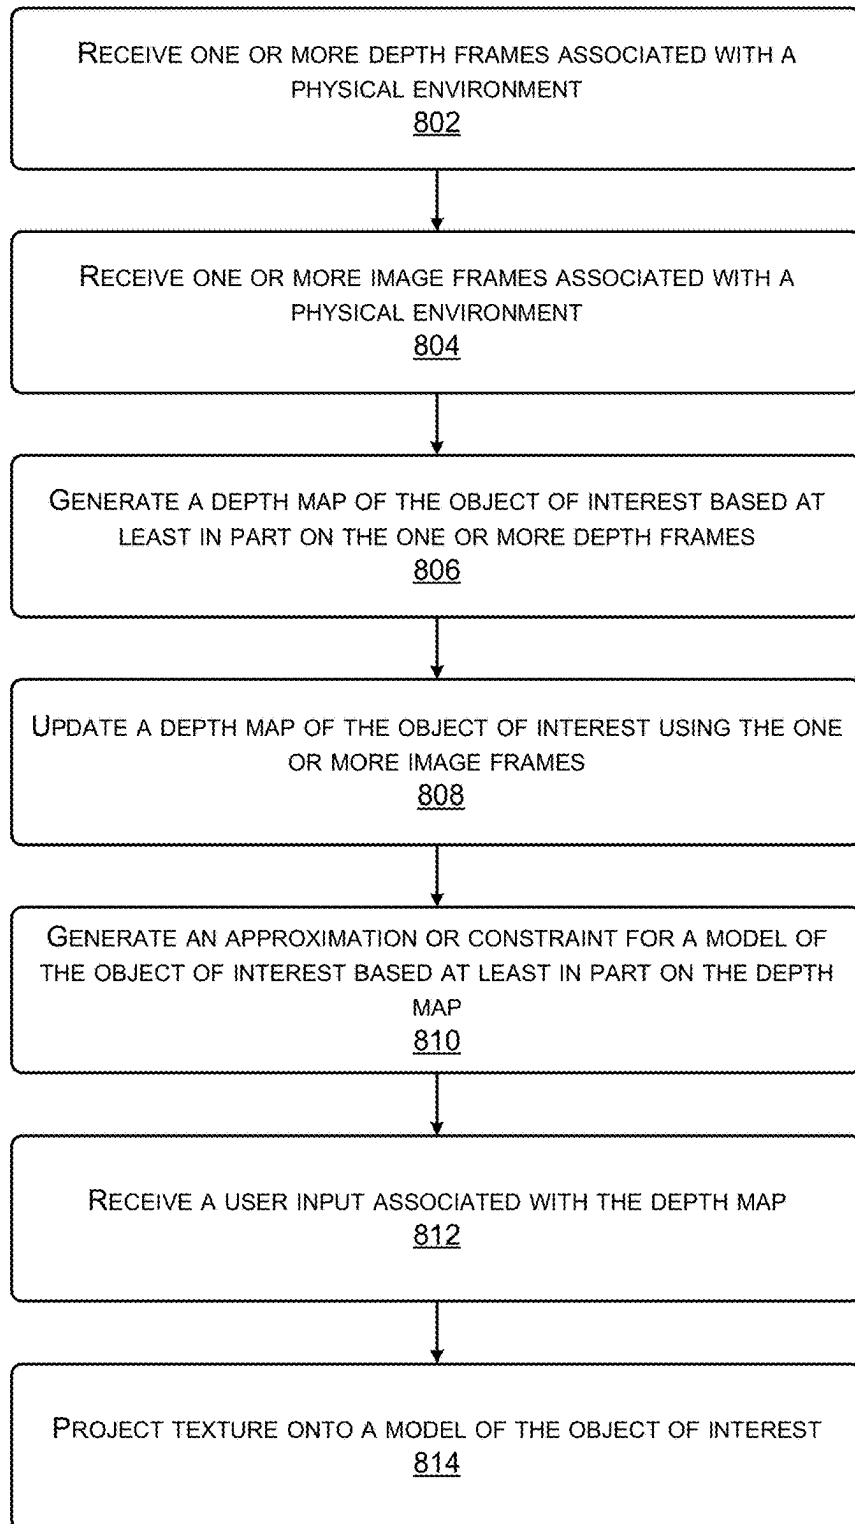 RECEIVE ONE OR MORE DEPTH FRAMES ASSOCIATED WITH A
PHYSICAL ENVIRONMENT
802
RECEIVE ONE OR MORE IMAGE FRAMES ASSOCIATED WITH A
PHYSICAL ENVIRONMENT
804
GENERATE A DEPTH MAP OF THE OBJECT OF INTEREST BASED AT
LEAST IN PART ON THE ONE OR MORE DEPTH FRAMES
806
UPDATE A DEPTH MAP OF THE OBJECT OF INTEREST USING THE ONE
OR MORE IMAGE FRAMES
808
GENERATE AN APPROXIMATION OR CONSTRAINT FOR A MODEL OF
THE OBJECT OF INTEREST BASED AT LEAST IN PART ON THE DEPTH
MAP
810
RECEIVE A USER INPUT ASSOCIATED WITH THE DEPTH MAP
812
PROJECT TEXTURE ONTO A MODEL OF THE OBJECT OF INTEREST
814